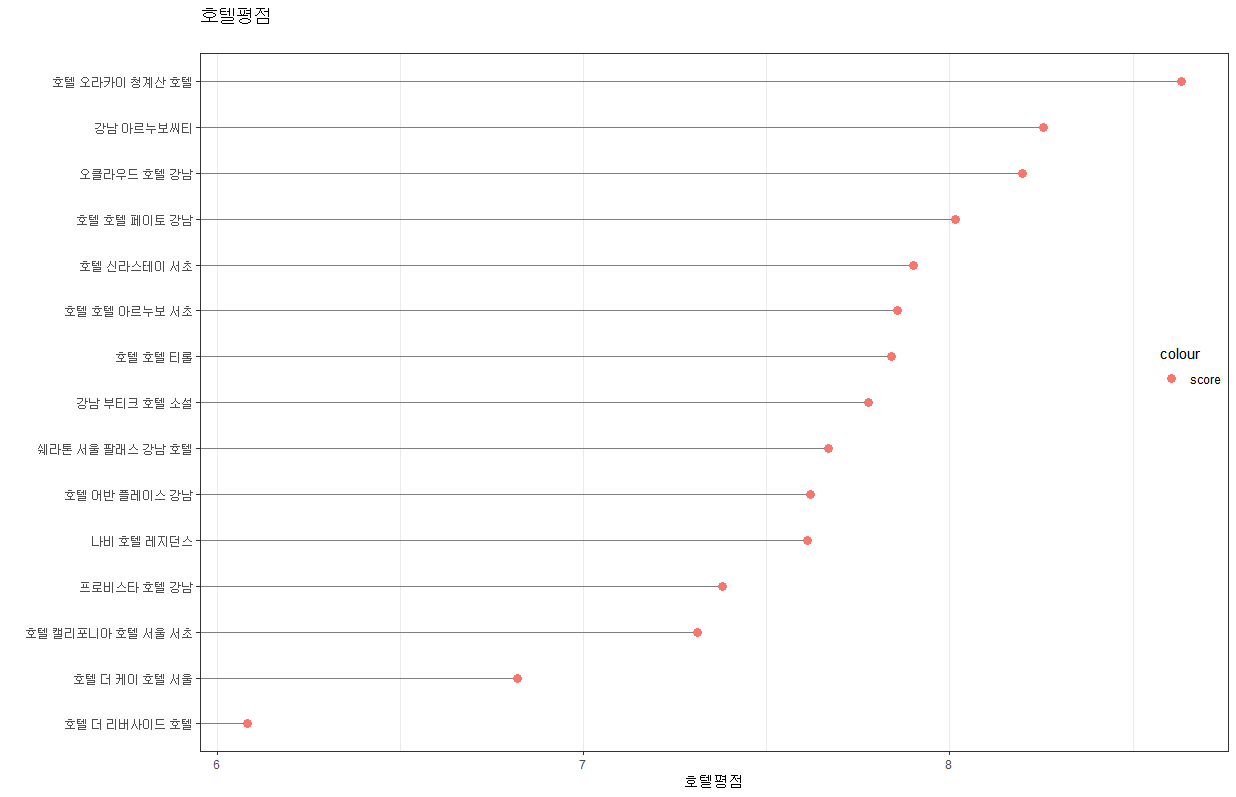 호텔평점
호텔 오라카이 청계산 호텔
강남 아르누보씨티
오클라우드 호텔 강남
호텔 호텔 페이토 강남
호텔 신라스테이 서초
호텔 호텔 아르누보 서초
호텔 호텔 티롤
강남 부티크 호텔 소설
쉐라톤 서울 팔래스 강남 호텔
호텔 어반 플레이스 강남
나비 호텔 레지던스
프로비스타 호텔 강남
호텔 캘리포니아 호텔 서울 서초
호텔 더 케이 호텔 서울
호텔 더 리버사이드 호텔
6 7 8
호텔평점
colour
score